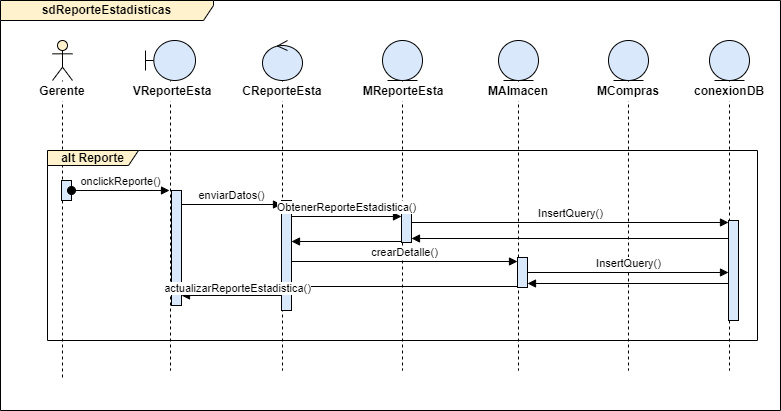 sdReporteEstadisticas
Gerente
VReporteEsta
CReporteEsta
MReporteEsta
MAlmacen
MCompras
conexionDB
alt Reporte
onclickReporte()
enviarDatos()
ObtenerReporteEstadistica()
InsertQuery()
crearDetalle()
InsertQuery()
actualizarReporteEstadistica()